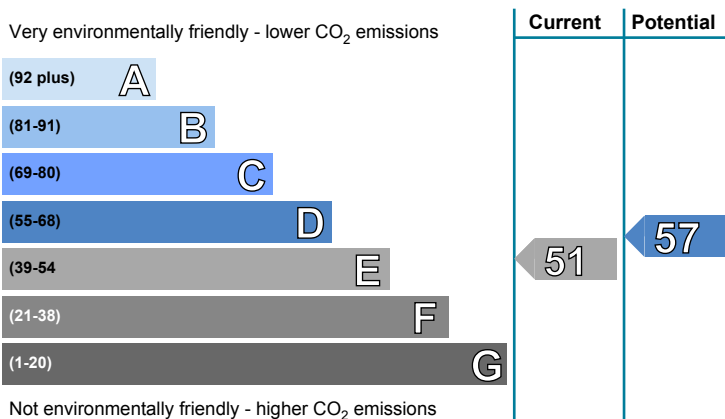 Very environmentally friendly - lower CO2 emissions
Current Potential
(92 plus) A
(81-91) B
(69-80) C
(55-68) D
57
(39-54 E
51
(21-38) F
(1-20) G
Not environmentally friendly - higher CO2 emissions